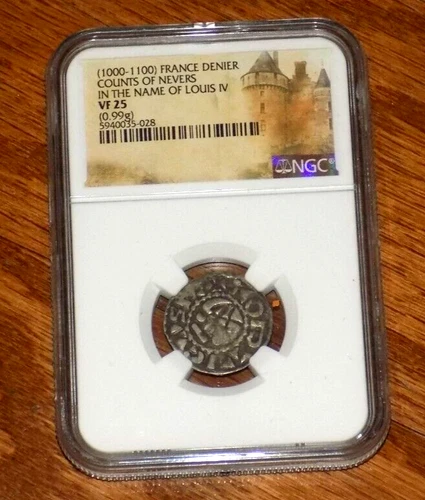 (1000-1100) FRANCE DENIER
COUNTS OF NEVERS
IN THE NAME OF LOUIS IV
VF 25
(0.99g)
5940035-028
NGC®